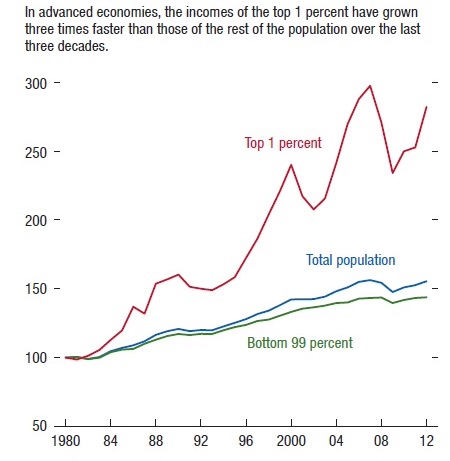 In advanced economies, the incomes of the top 1 percent have grown
three times faster than those of the rest of the population over the last
three decades.
300
250
200
150
100
50
Top 1 percent
Total population
Bottom 99 percent
1980 84 88 92 96 2000 04 08 12